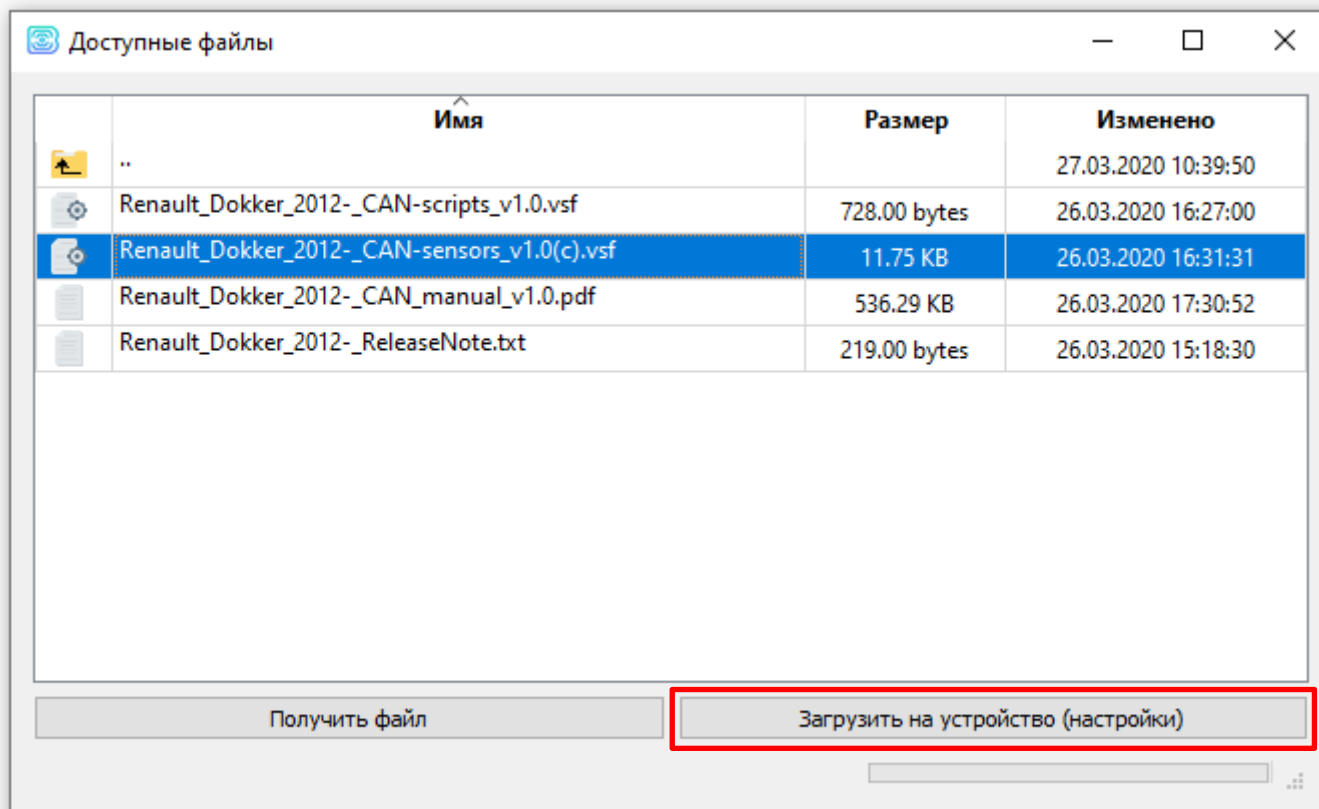 Доступные файлы
Имя Размер Изменено
.. 27.03.2020 10:39:50
Renault_Dokker_2012-_CAN-scripts_v1.0.vsf 728.00 bytes 26.03.2020 16:27:00
Renault_Dokker_2012-_CAN-sensors_v1.0(c).vsf 11.75 KB 26.03.2020 16:31:31
Renault_Dokker_2012-_CAN_manual_v1.0.pdf 536.29 KB 26.03.2020 17:30:52
Renault_Dokker_2012-_ReleaseNote.txt 219.00 bytes 26.03.2020 15:18:30
Получить файл Загрузить на устройство (настройки)